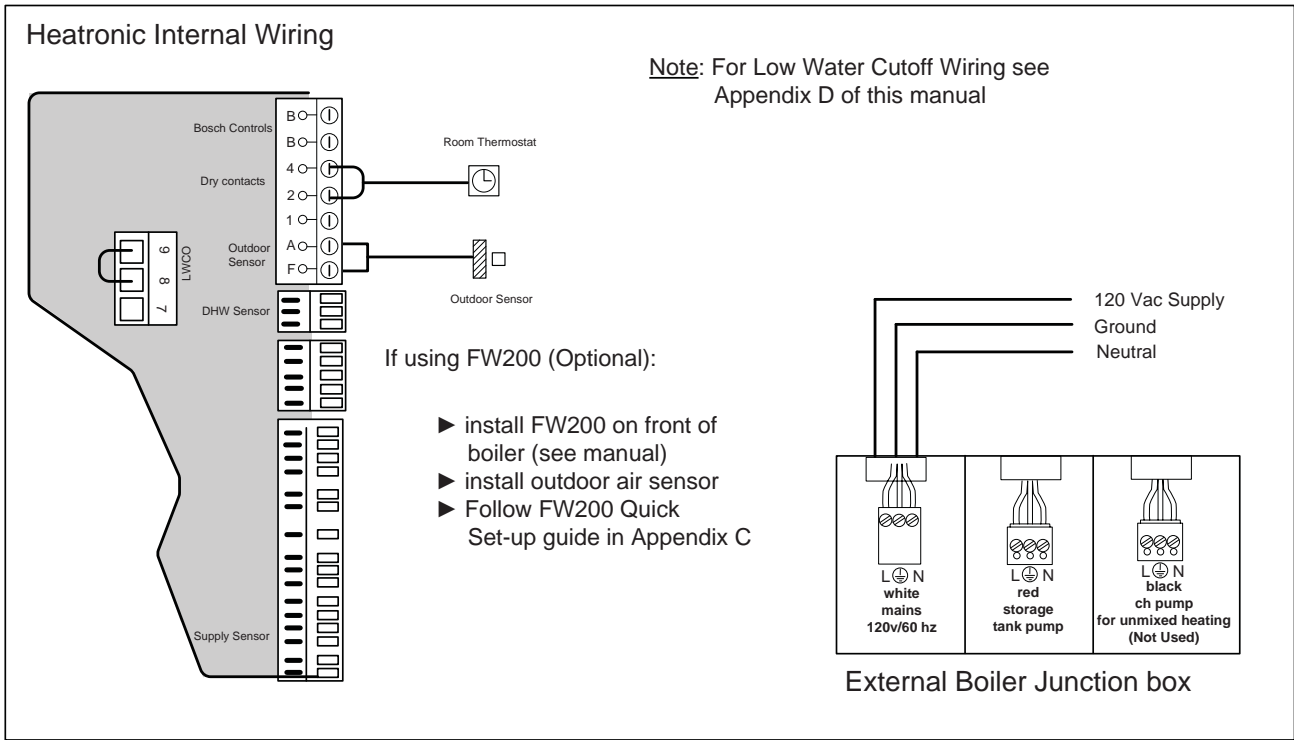 Heatronic Internal Wiring
Note: For Low Water Cutoff Wiring see
Appendix D of this manual
Bosch Controls
B
B
Dry contacts
4
2
1
Outdoor
Sensor
A
F
Room Thermostat
Outdoor Sensor
LWCO
9
8
7
DHW Sensor
Supply Sensor
If using FW200 (Optional):
► install FW200 on front of
boiler (see manual)
► install outdoor air sensor
► Follow FW200 Quick
Set-up guide in Appendix C
120 Vac Supply
Ground
Neutral
L N
white
mains
120v/60 hz
L N
red
storage
tank pump
L N
black
ch pump
for unmixed heating
(Not Used)
External Boiler Junction box